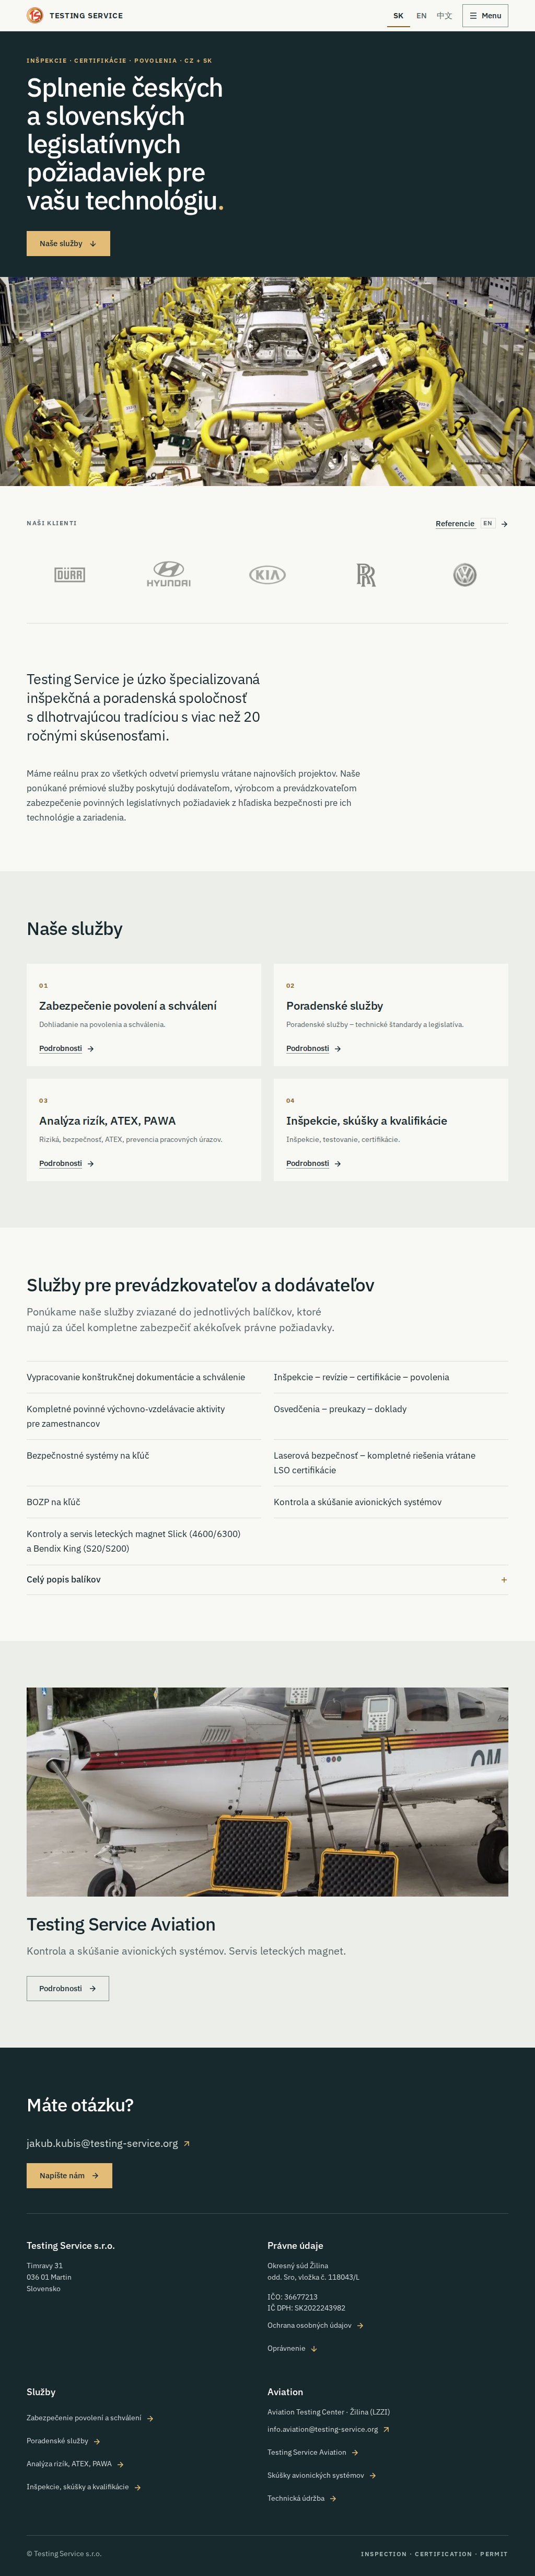 TESTING SERVICE
SK EN 中文 Menu
INŠPEKCIE · CERTIFIKÁCIE · POVOLENIA · CZ + SK
Splnenie českých
a slovenských
legislatívnych
požiadaviek pre
vašu technológiu.
Naše služby
NAŠI KLIENTI
Referencie EN
DÜRR
HYUNDAI
KIA
Testing Service je úzko špecializovaná
inšpekčná a poradenská spoločnosť
s dlhotrvajúcou tradíciou s viac než 20
ročnými skúsenosťami.
Máme reálnu prax zo všetkých odvetví priemyslu vrátane najnovších projektov. Naše
ponúkané prémiové služby poskytujú dodávateľom, výrobcom a prevádzkovateľom
zabezpečenie povinných legislatívnych požiadaviek z hľadiska bezpečnosti pre ich
technológie a zariadenia.
Naše služby
01
Zabezpečenie povolení a schválení
Dohliadanie na povolenia a schválenia.
Podrobnosti
02
Poradenské služby
Poradenské služby – technické štandardy a legislatíva.
Podrobnosti
03
Analýza rizík, ATEX, PAWA
Riziká, bezpečnosť, ATEX, prevencia pracovných úrazov.
Podrobnosti
04
Inšpekcie, skúšky a kvalifikácie
Inšpekcie, testovanie, certifikácie.
Podrobnosti
Služby pre prevádzkovateľov a dodávateľov
Ponúkame naše služby zviazané do jednotlivých balíčkov, ktoré
majú za účel kompletne zabezpečiť akékoľvek právne požiadavky.
Vypracovanie konštrukčnej dokumentácie a schválenie
Inšpekcie – revízie – certifikácie – povolenia
Kompletné povinné výchovno-vzdelávacie aktivity
pre zamestnancov
Osvedčenia – preukazy – doklady
Bezpečnostné systémy na kľúč
Laserová bezpečnosť – kompletné riešenia vrátane
LSO certifikácie
BOZP na kľúč
Kontrola a skúšanie avionických systémov
Kontroly a servis leteckých magnet Slick (4600/6300)
a Bendix King (S20/S200)
Celý popis balíkov
Testing Service Aviation
Kontrola a skúšanie avionických systémov. Servis leteckých magnet.
Podrobnosti
Máte otázku?
jakub.kubis@testing-service.org
Napíšte nám
Testing Service s.r.o.
Timravy 31
036 01 Martin
Slovensko
Právne údaje
Okresný súd Žilina
odd. Sro, vložka č. 118043/L
IČO: 36677213
IČ DPH: SK2022243982
Ochrana osobných údajov
Oprávnenie
Služby
Zabezpečenie povolení a schválení
Poradenské služby
Analýza rizík, ATEX, PAWA
Inšpekcie, skúšky a kvalifikácie
Aviation
Aviation Testing Center · Žilina (LZZI)
info.aviation@testing-service.org
Testing Service Aviation
Skúšky avionických systémov
Technická údržba
© Testing Service s.r.o.
INSPECTION · CERTIFICATION · PERMIT